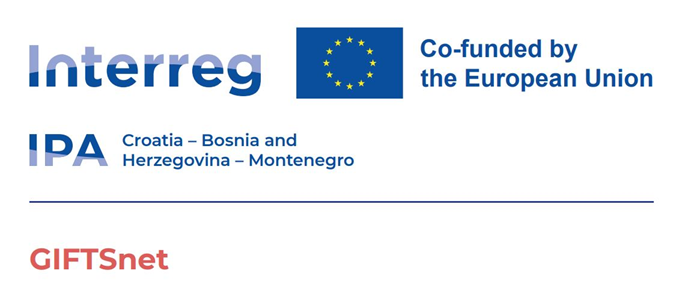 Interreg
Co-funded by
the European Union
IPA
Croatia – Bosnia and
Herzegovina – Montenegro
GIFTSnet